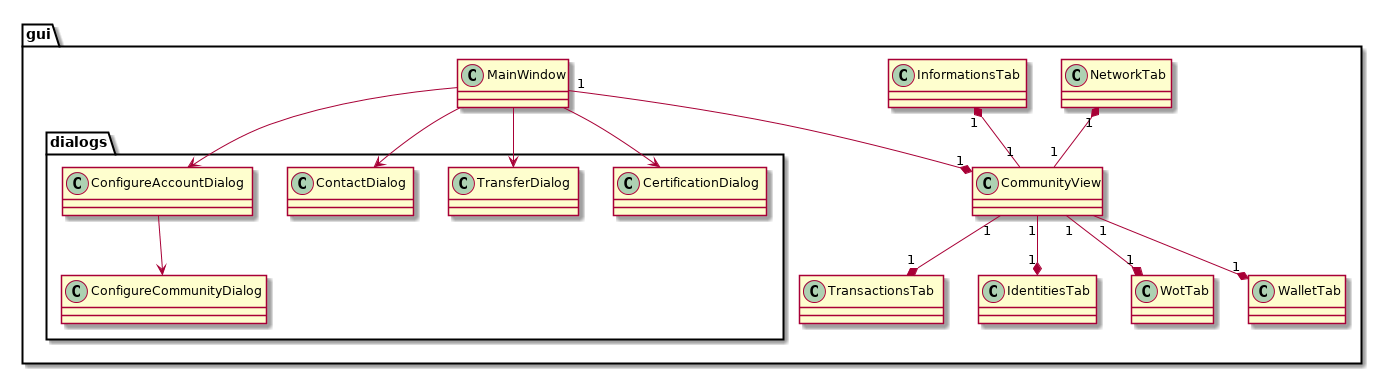 gui
C MainWindow
C InformationsTab
C NetworkTab
1
1
1
dialogs
1
1
1
C ConfigureAccountDialog
C ContactDialog
C TransferDialog
C CertificationDialog
C CommunityView
1
1
1
1
1
1
1
1
C ConfigureCommunityDialog
C TransactionsTab
C IdentitiesTab
C WotTab
C WalletTab